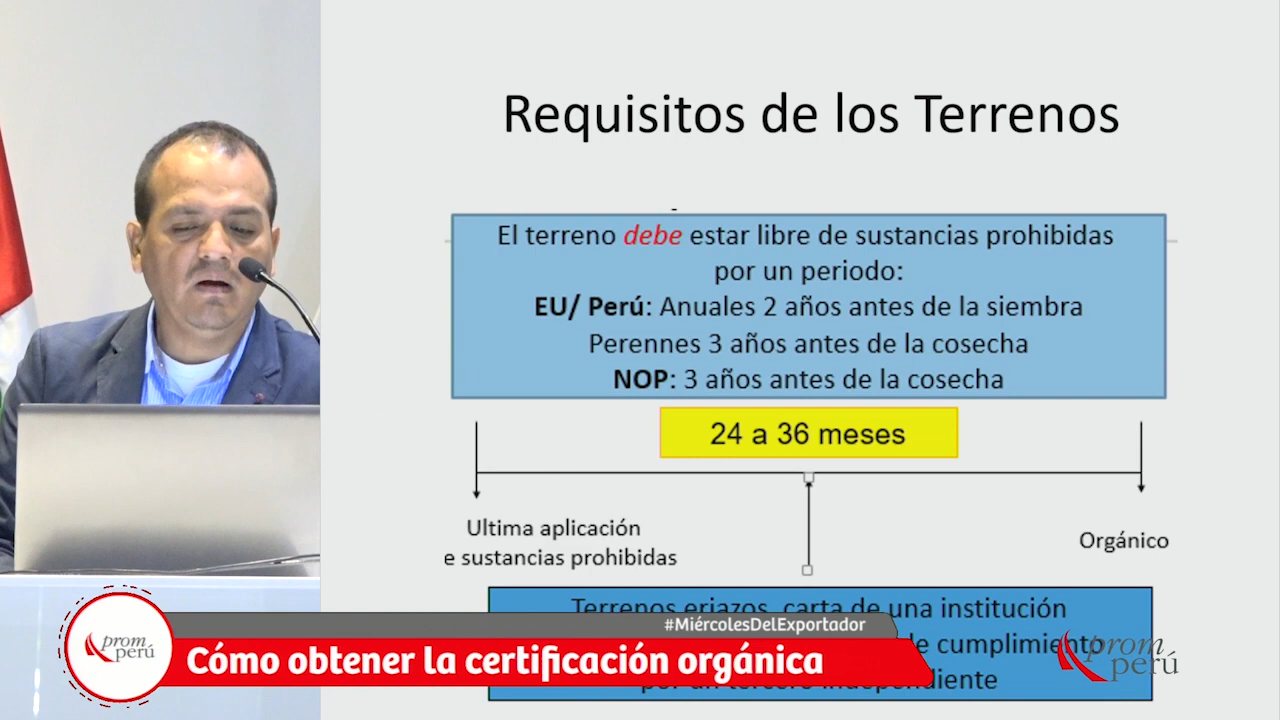 Requisitos de los Terrenos
El terreno debe estar libre de sustancias prohibidas
por un periodo:
EU/ Perú: Anuales 2 años antes de la siembra
Perennes 3 años antes de la cosecha
NOP: 3 años antes de la cosecha
24 a 36 meses
Ultima aplicación
e sustancias prohibidas
Orgánico
Terrenos eriazos, carta de una institución
de cumplimiento
por un tercero independiente
#MiércolesDelExportador
Cómo obtener la certificación orgánica
prom
perú
prom
perú